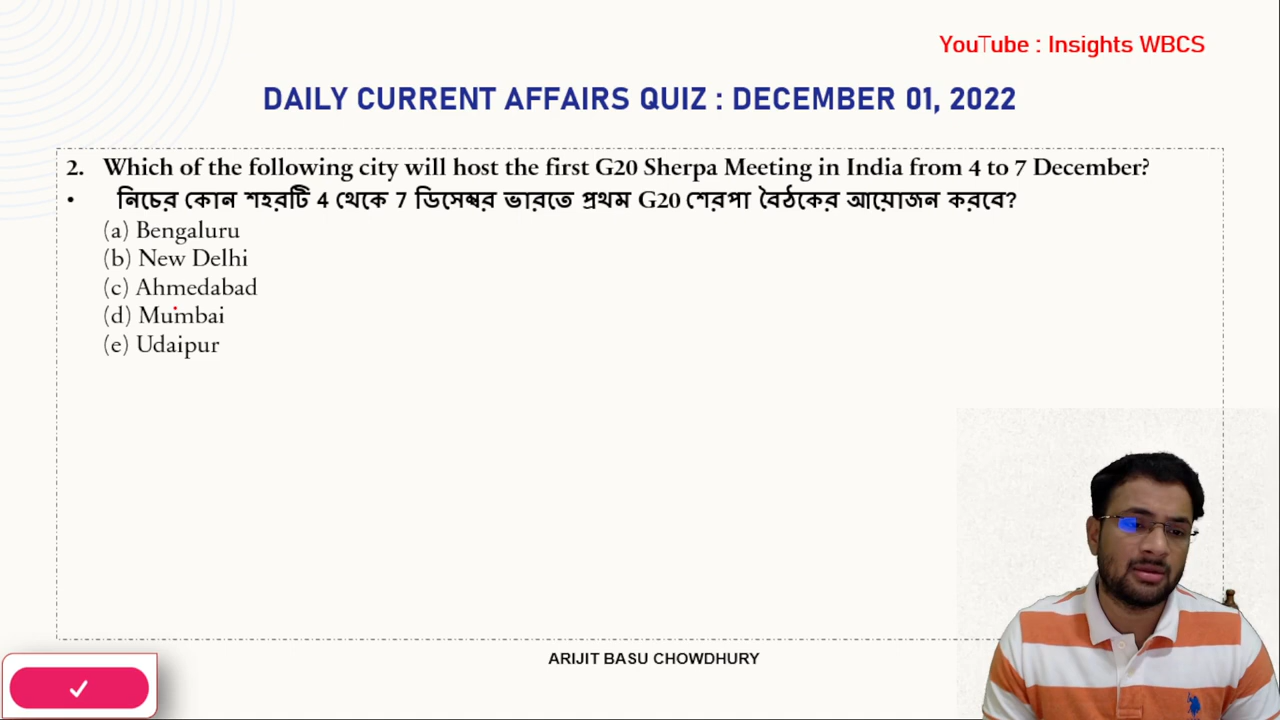 YouTube : Insights WBCS
DAILY CURRENT AFFAIRS QUIZ : DECEMBER 01, 2022
2. Which of the following city will host the first G20 Sherpa Meeting in India from 4 to 7 December?
• নিচের কোন শহরটি 4 থেকে 7 ডিসেম্বর ভারতে প্রথম G20 শেরপা বৈঠকের আয়োজন করবে?
(a) Bengaluru
(b) New Delhi
(c) Ahmedabad
(d) Mumbai
(e) Udaipur
ARIJIT BASU CHOWDHURY